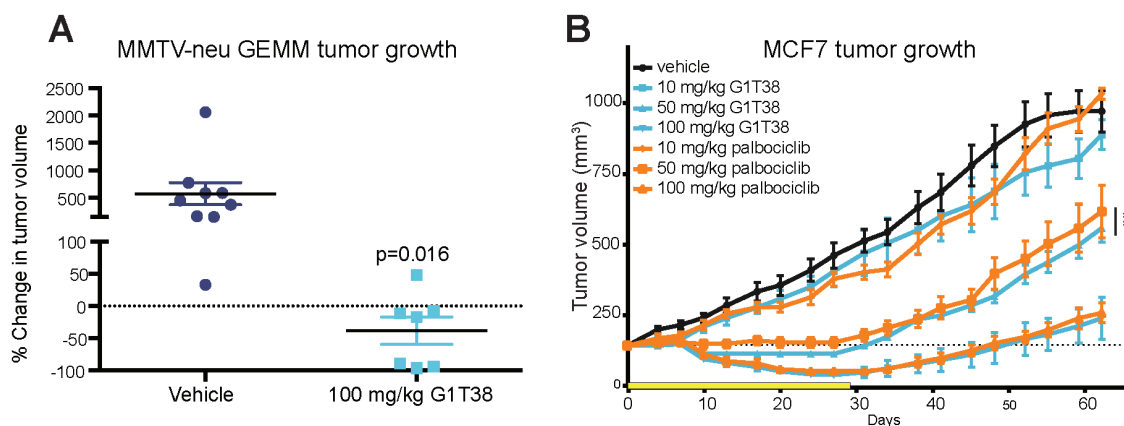 A
MMTV-neu GEMM tumor growth
% Change in tumor volume
2500
2000
1500
1000
500
100
50
0
-50
-100
p=0.016
Vehicle
100 mg/kg G1T38
B
MCF7 tumor growth
vehicle
10 mg/kg G1T38
50 mg/kg G1T38
100 mg/kg G1T38
10 mg/kg palbociclib
50 mg/kg palbociclib
100 mg/kg palbociclib
Tumor volume (mm³)
1000
750
500
250
0
0
10
20
30
40
50
60
Days